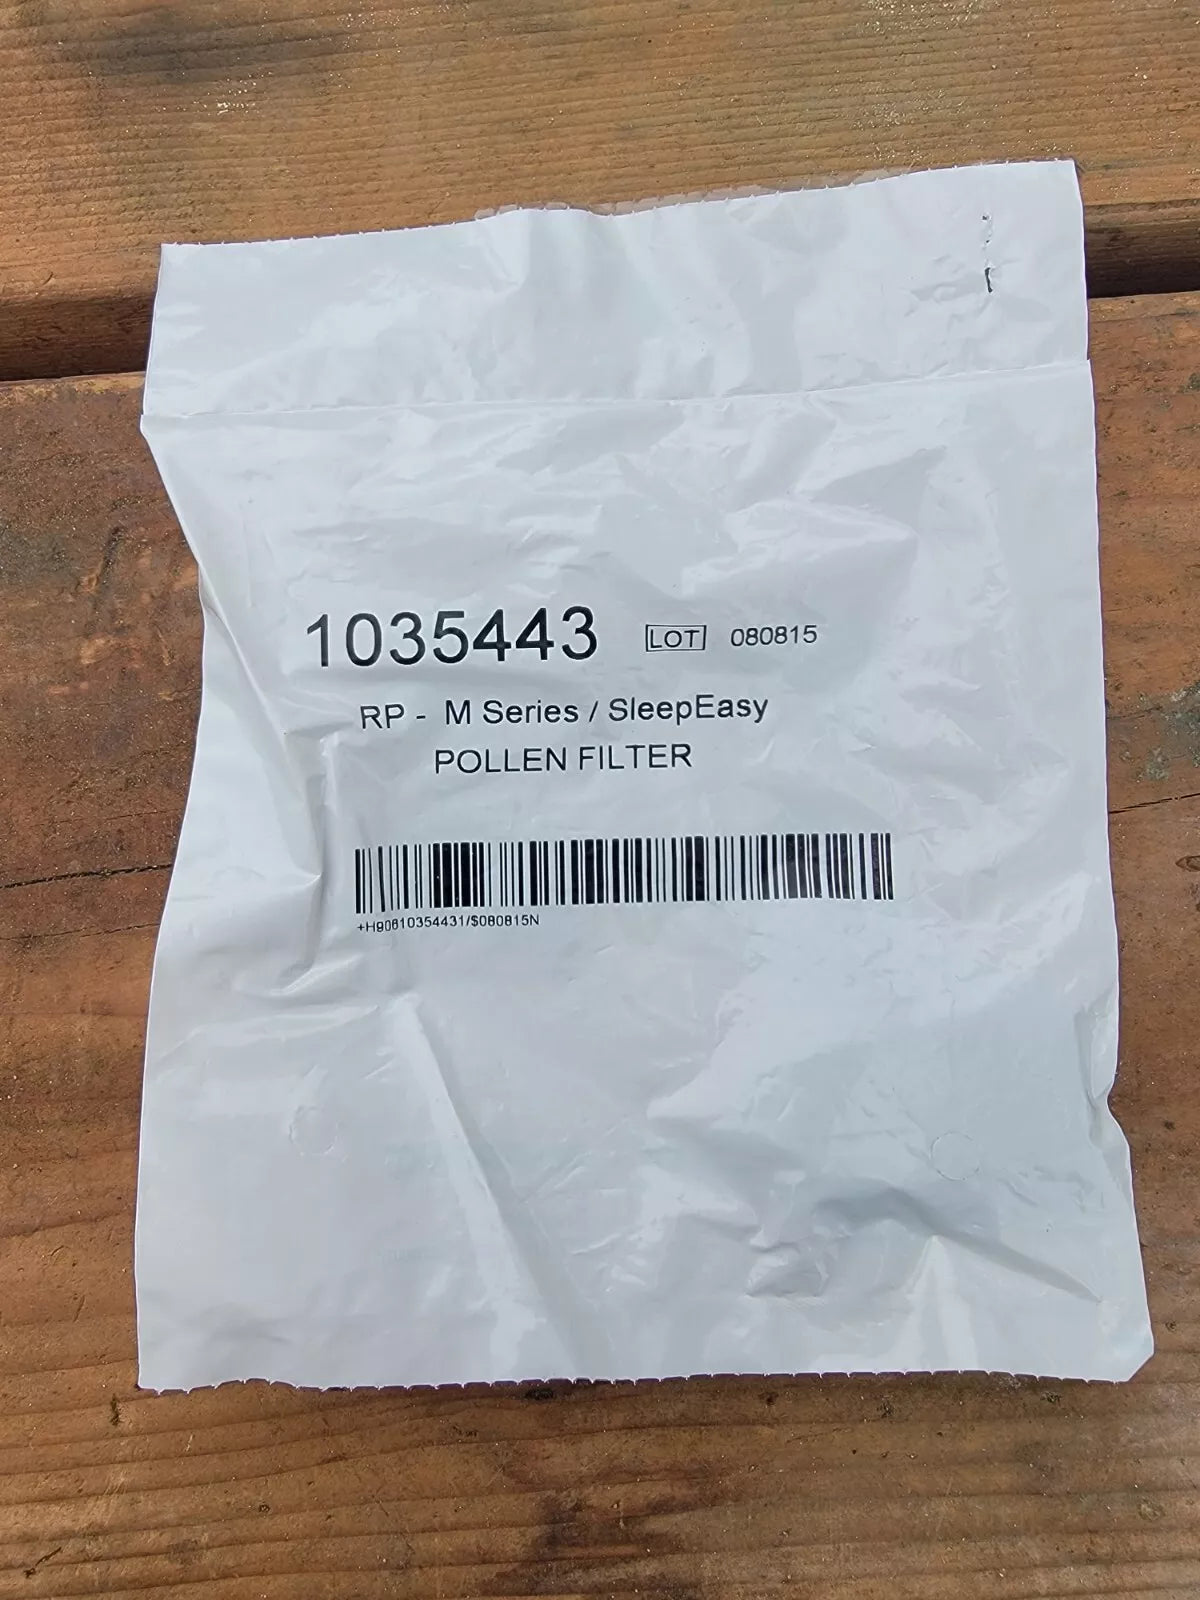 1035443 LOT 080815
RP - M Series / SleepEasy
POLLEN FILTER
+H90610354431/$080815N